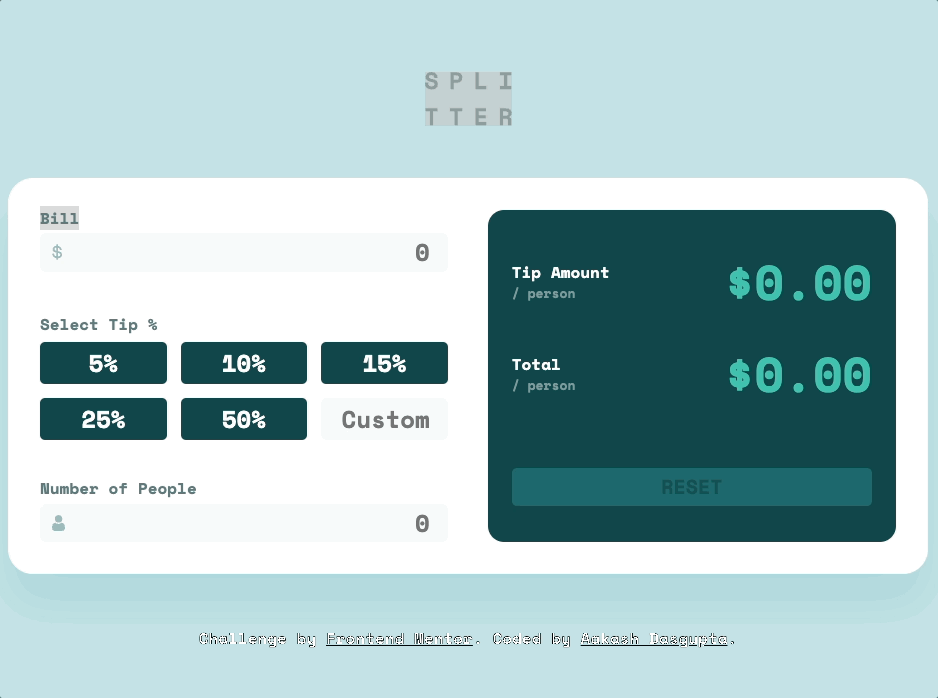 SPLI
TTER
Bill
$ 0
Select Tip %
5% 10% 15%
25% 50% Custom
Number of People
0
Tip Amount $0.00
/ person
Total $0.00
/ person
RESET
Challenge by Frontend Mentor. Coded by Aakash Dasgupta.